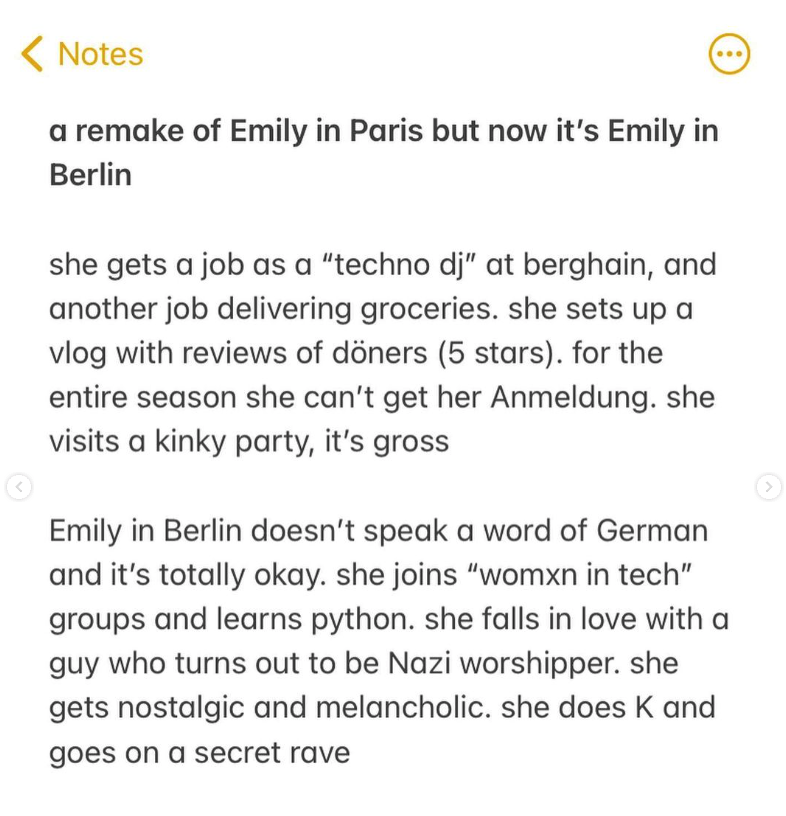 Notes
a remake of Emily in Paris but now it's Emily in
Berlin
she gets a job as a "techno dj" at berghain, and
another job delivering groceries. she sets up a
vlog with reviews of döners (5 stars). for the
entire season she can't get her Anmeldung. she
visits a kinky party, it's gross
Emily in Berlin doesn't speak a word of German
and it's totally okay. she joins "womxn in tech"
groups and learns python. she falls in love with a
guy who turns out to be Nazi worshipper. she
gets nostalgic and melancholic. she does K and
goes on a secret rave